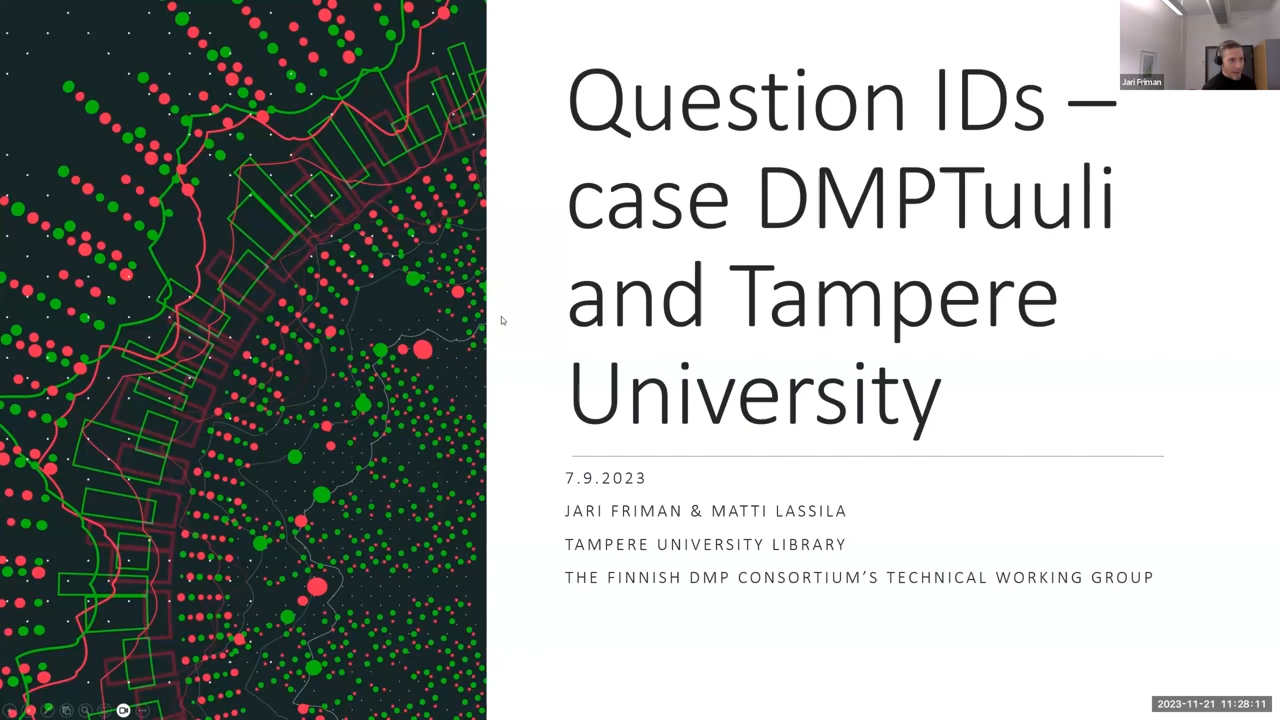 Jari Friman
Question IDs –
case DMPTuuli
and Tampere
University
7.9.2023
JARI FRIMAN & MATTI LASSILA
TAMPERE UNIVERSITY LIBRARY
THE FINNISH DMP CONSORTIUM’S TECHNICAL WORKING GROUP
2023-11-21 11:28:11